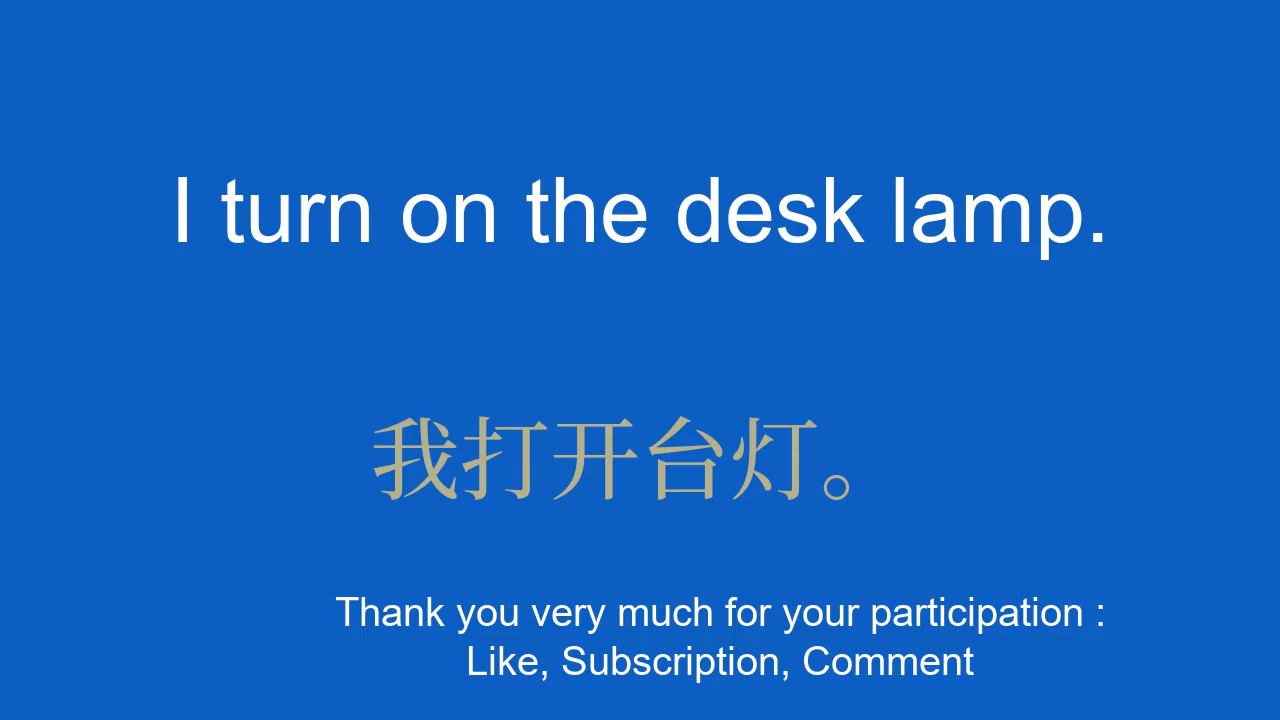 I turn on the desk lamp.
我打开台灯。
Thank you very much for your participation :
Like, Subscription, Comment